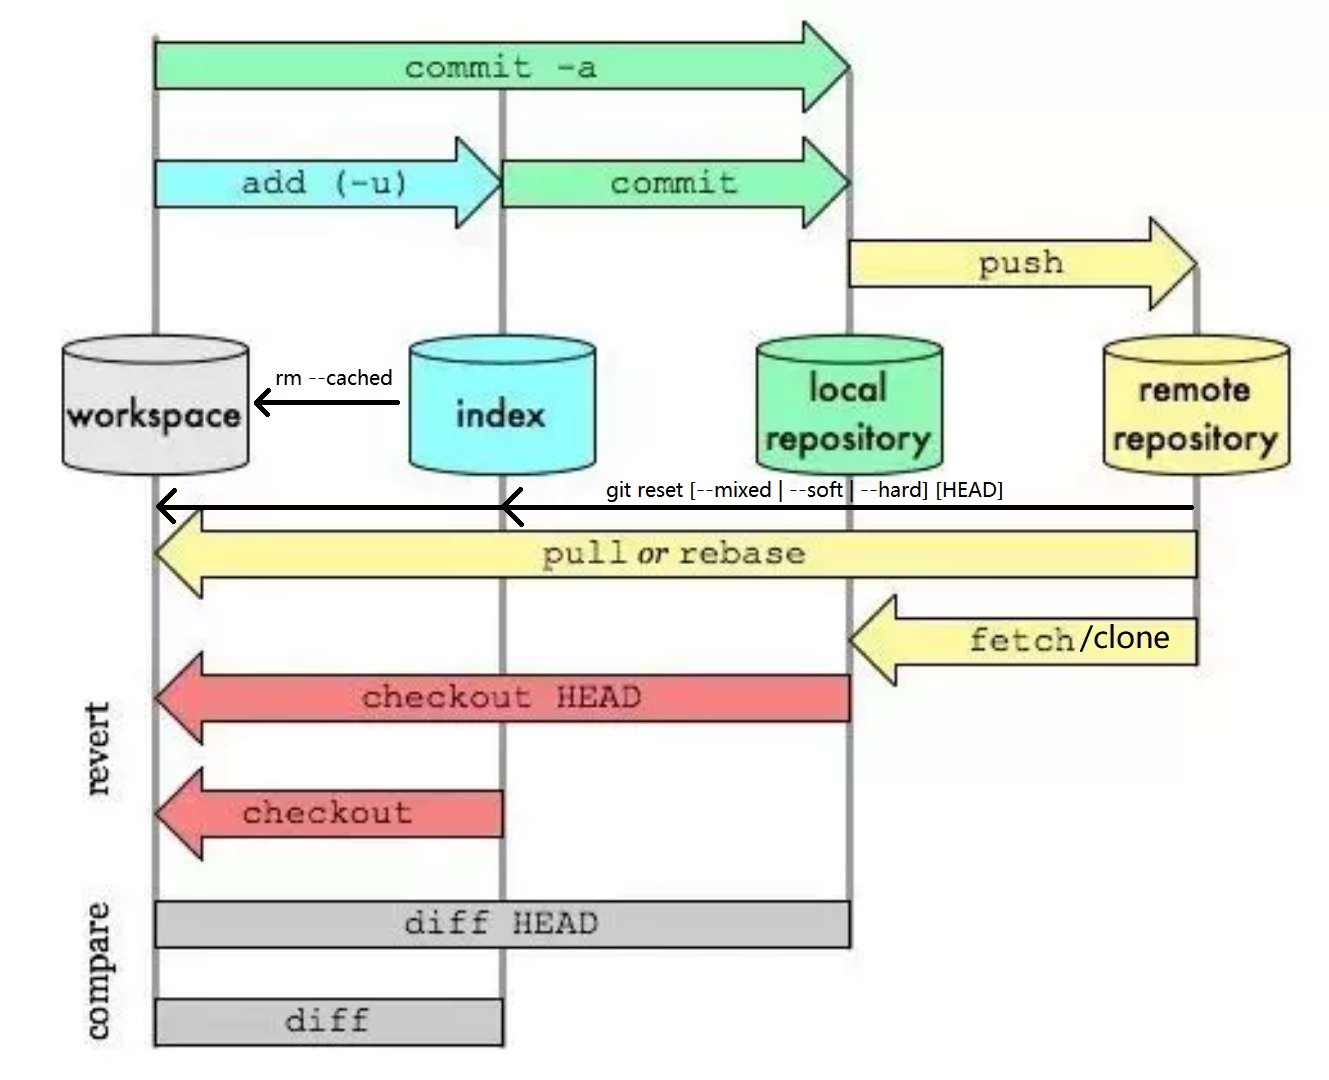 commit -a
add (-u)
commit
push
workspace
rm --cached
index
local
repository
remote
repository
git reset [--mixed | --soft | --hard] [HEAD]
pull or rebase
fetch/clone
revert
checkout HEAD
checkout
compare
diff HEAD
diff